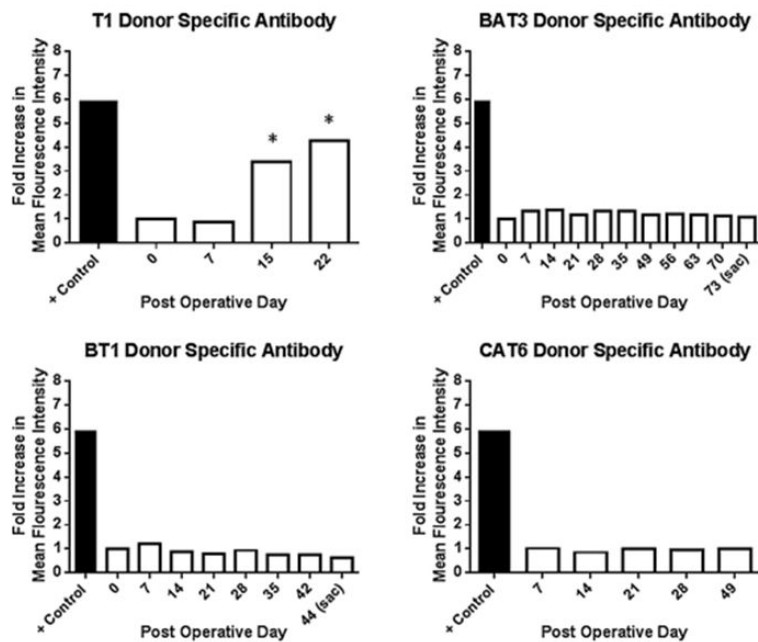 T1 Donor Specific Antibody
Fold Increase in
Mean Flourescence Intensity
8
7
6
5
4
3
2
1
0
*
*
+ Control
0
7
15
22
Post Operative Day
BAT3 Donor Specific Antibody
Fold Increase in
Mean Flourescence Intensity
8
7
6
5
4
3
2
1
0
+ Control
0
7
14
21
28
35
49
56
63
70
73 (sac)
Post Operative Day
BT1 Donor Specific Antibody
Fold Increase in
Mean Flourescence Intensity
8
7
6
5
4
3
2
1
0
+ Control
0
7
14
21
28
35
42
44 (sac)
Post Operative Day
CAT6 Donor Specific Antibody
Fold Increase in
Mean Flourescence Intensity
8
7
6
5
4
3
2
1
0
+ Control
7
14
21
28
49
Post Operative Day